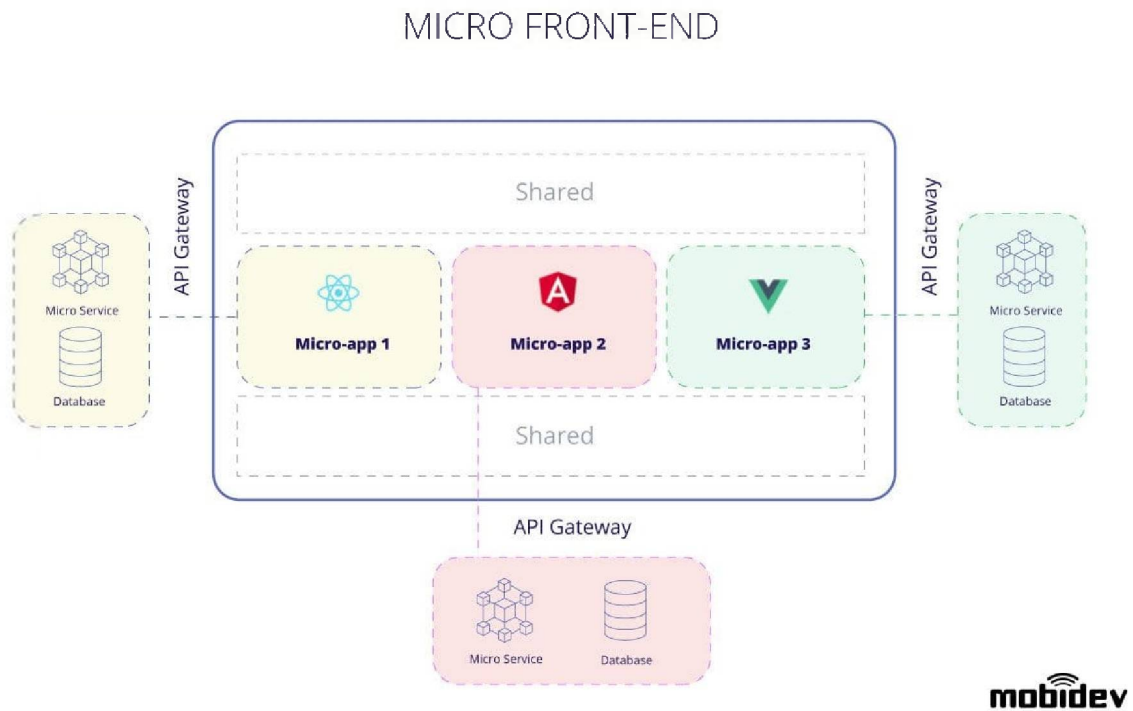 MICRO FRONT-END
Shared
API Gateway
API Gateway
Micro Service
Database
Micro-app 1
Micro-app 2
Micro-app 3
Micro Service
Database
Shared
API Gateway
Micro Service
Database
mobidev